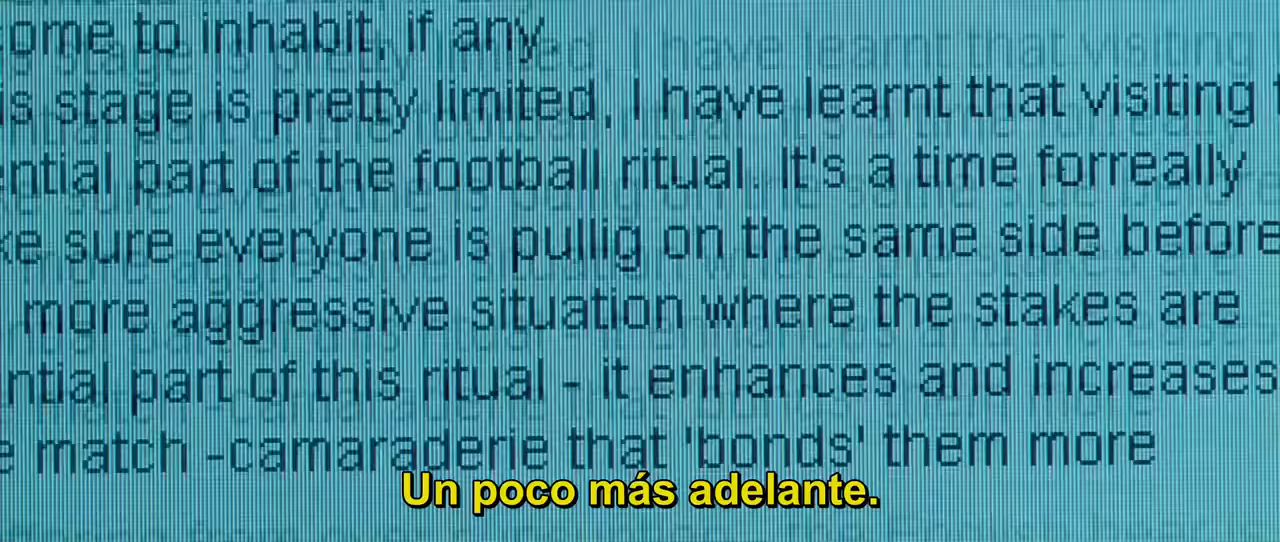 ome to inhabit, if any
is stage is pretty limited, I have learnt that visiting
ential part of the football ritual. It's a time forreally
ke sure everyone is pullig on the same side before
more aggressive situation where the stakes are
ntial part of this ritual - it enhances and increases
e match -camaraderie that 'bonds' them more
Un poco más adelante.